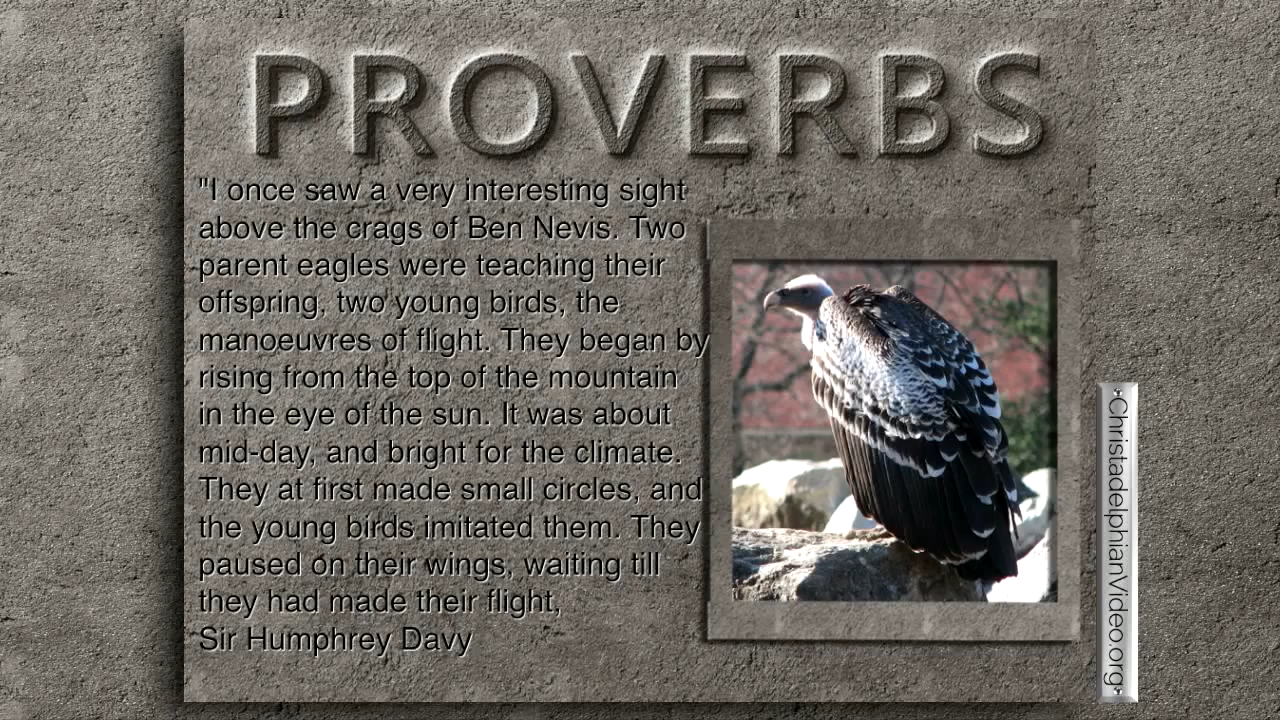 PROVERBS
"I once saw a very interesting sight
above the crags of Ben Nevis. Two
parent eagles were teaching their
offspring, two young birds, the
manoeuvres of flight. They began by
rising from the top of the mountain
in the eye of the sun. It was about
mid-day, and bright for the climate.
They at first made small circles, and
the young birds imitated them. They
paused on their wings, waiting till
they had made their flight,
Sir Humphrey Davy
ChristadelphianVideo.org